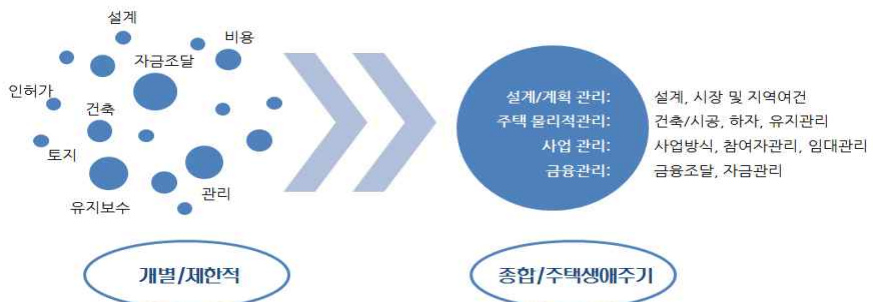 설계
비용
자금조달
인허가
건축
토지
관리
유지보수
개별/제한적
설계/계획 관리: 설계, 시장 및 지역여건
주택 물리적관리: 건축/시공, 하자, 유지관리
사업 관리: 사업방식, 참여자관리, 임대관리
금융관리: 금융조달, 자금관리
종합/주택생애주기